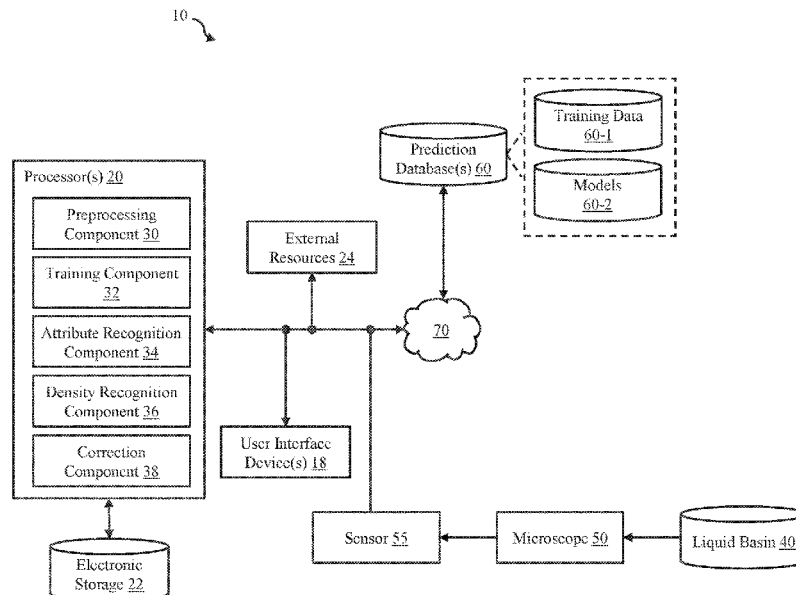 10
Training Data
60-1
Prediction
Database(s) 60
Models
60-2
Processor(s) 20
Preprocessing
Component 30
External
Resources 24
Training Component
32
70
Attribute Recognition
Component 34
Density Recognition
Component 36
User Interface
Device(s) 18
Correction
Component 38
Sensor 55
Microscope 50
Liquid Basin 40
Electronic
Storage 22